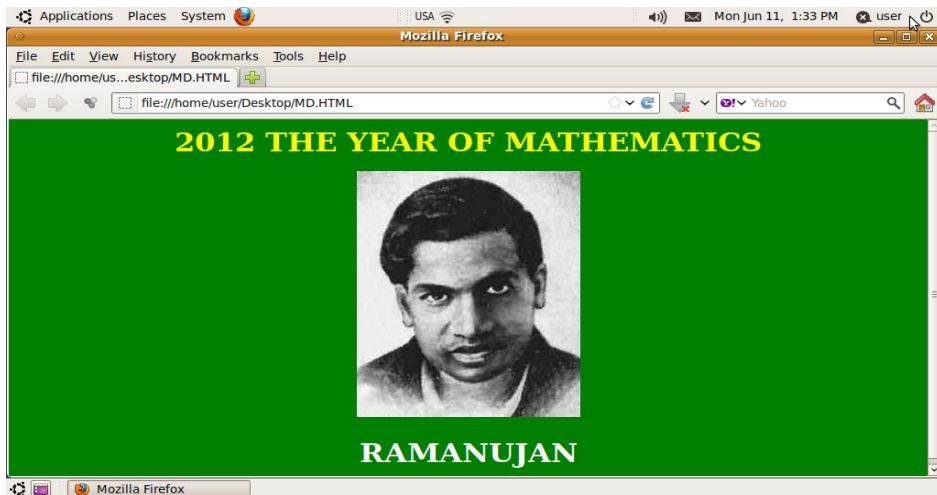 Applications Places System USA Mon Jun 11, 1:33 PM user
Mozilla Firefox
File Edit View History Bookmarks Tools Help
file:///home/us...esktop/MD.HTML
file:///home/user/Desktop/MD.HTML Yahoo
2012 THE YEAR OF MATHEMATICS
RAMANUJAN
Mozilla Firefox